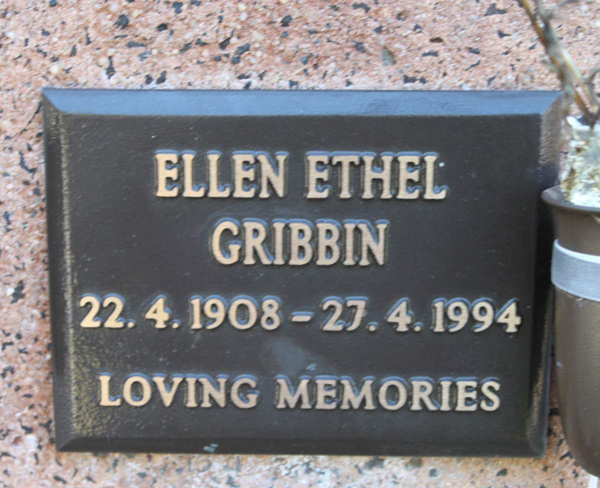 ELLEN ETHEL
GRIBBIN
22. 4. 1908 - 27. 4. 1994
LOVING MEMORIES